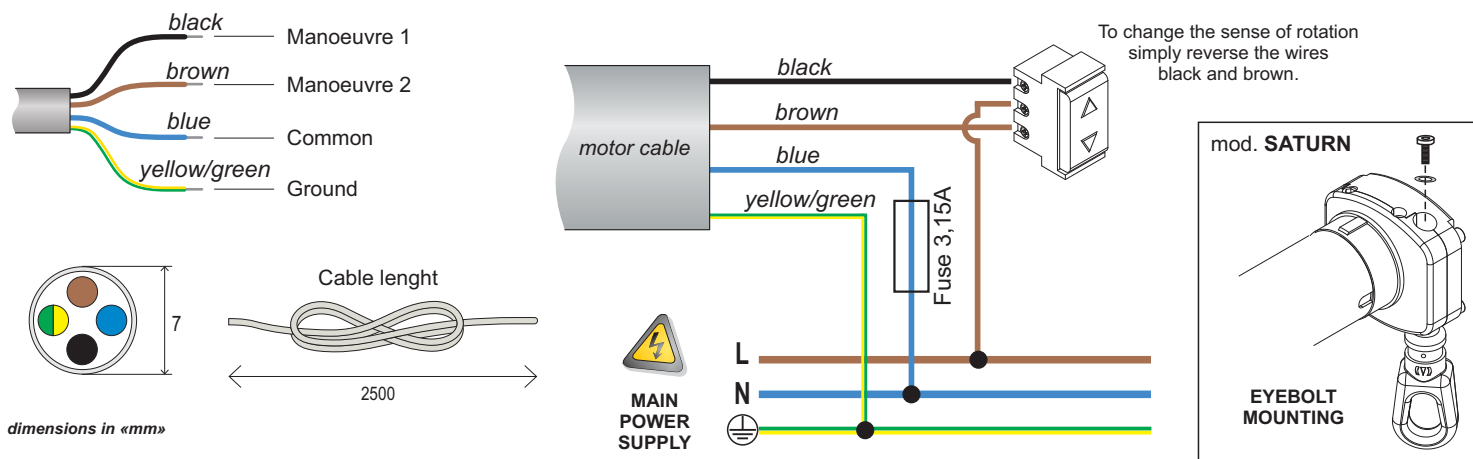 black
Manoeuvre 1
brown
Manoeuvre 2
blue
Common
yellow/green
Ground
7
Cable lenght
2500
dimensions in «mm»
motor cable
black
brown
blue
yellow/green
Fuse 3,15A
To change the sense of rotation
simply reverse the wires
black and brown.
L
N
MAIN
POWER
SUPPLY
mod. SATURN
EYEBOLT
MOUNTING